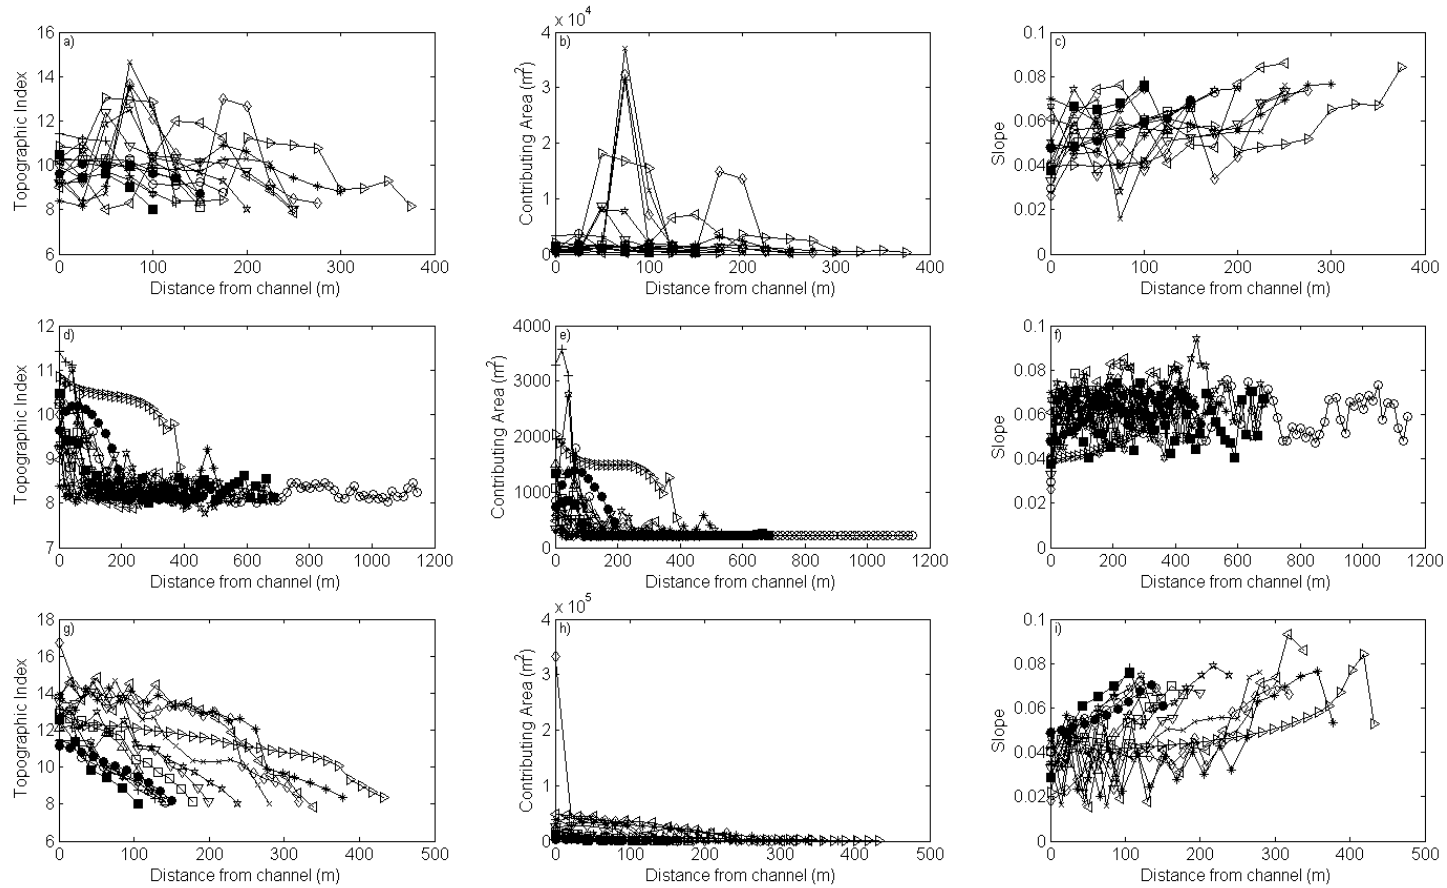 a)
Topographic Index
16
14
12
10
8
6
0 100 200 300 400
Distance from channel (m)
b)
x 10^4
Contributing Area (m²)
4
3
2
1
0
0 100 200 300 400
Distance from channel (m)
c)
Slope
0.1
0.08
0.06
0.04
0.02
0
0 100 200 300 400
Distance from channel (m)
d)
Topographic Index
12
11
10
9
8
7
0 200 400 600 800 1000 1200
Distance from channel (m)
e)
Contributing Area (m²)
4000
3000
2000
1000
0
0 200 400 600 800 1000 1200
Distance from channel (m)
f)
Slope
0.1
0.08
0.06
0.04
0.02
0
0 200 400 600 800 1000 1200
Distance from channel (m)
g)
Topographic Index
18
16
14
12
10
8
6
0 100 200 300 400 500
Distance from channel (m)
h)
x 10^5
Contributing Area (m²)
4
3
2
1
0
0 100 200 300 400 500
Distance from channel (m)
i)
Slope
0.1
0.08
0.06
0.04
0.02
0
0 100 200 300 400 500
Distance from channel (m)